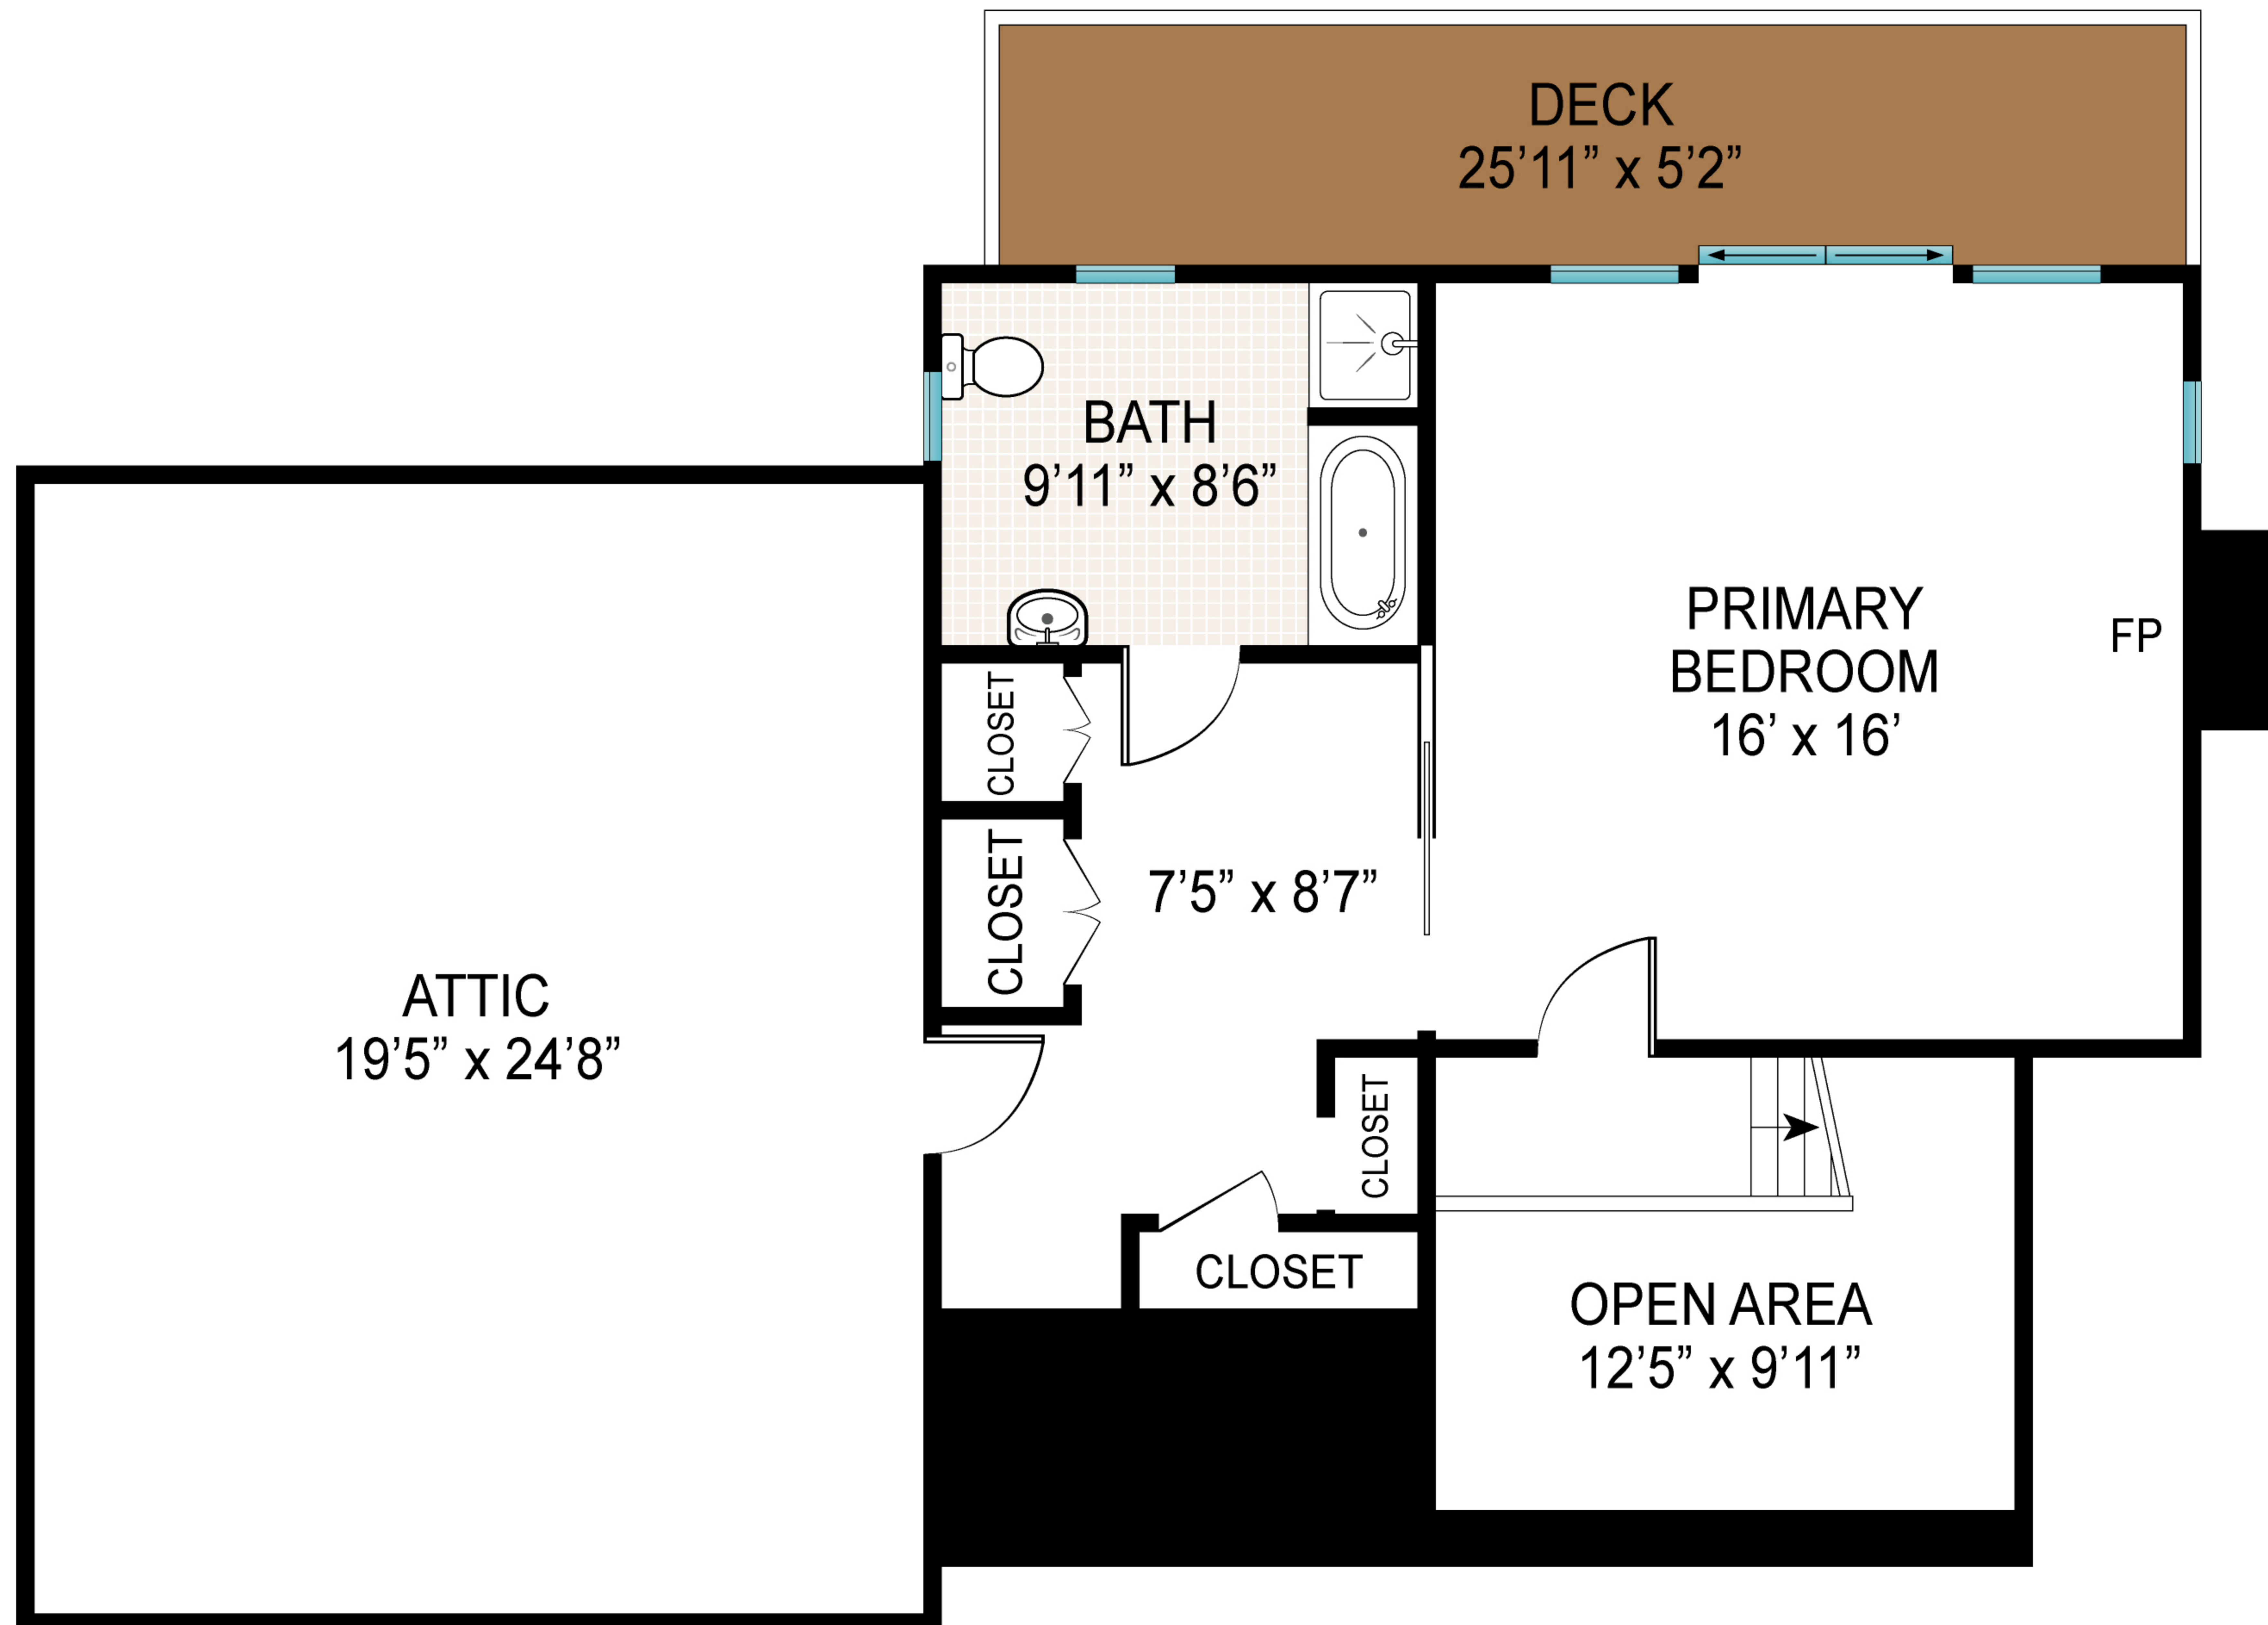 DECK
25’11” x 5’2”
BATH
9’11” x 8’6”
PRIMARY
BEDROOM
16’ x 16’
FP
CLOSET
CLOSET
7’5” x 8’7”
ATTIC
19’5” x 24’8”
CLOSET
CLOSET
OPEN AREA
12’5” x 9’11”